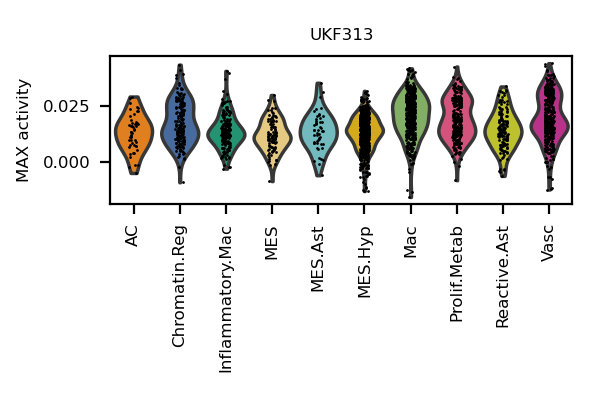 UKF313
MAX activity
0.025
0.000
AC
Chromatin.Reg
Inflammatory.Mac
MES
MES.Ast
MES.Hyp
Mac
Prolif.Metab
Reactive.Ast
Vasc